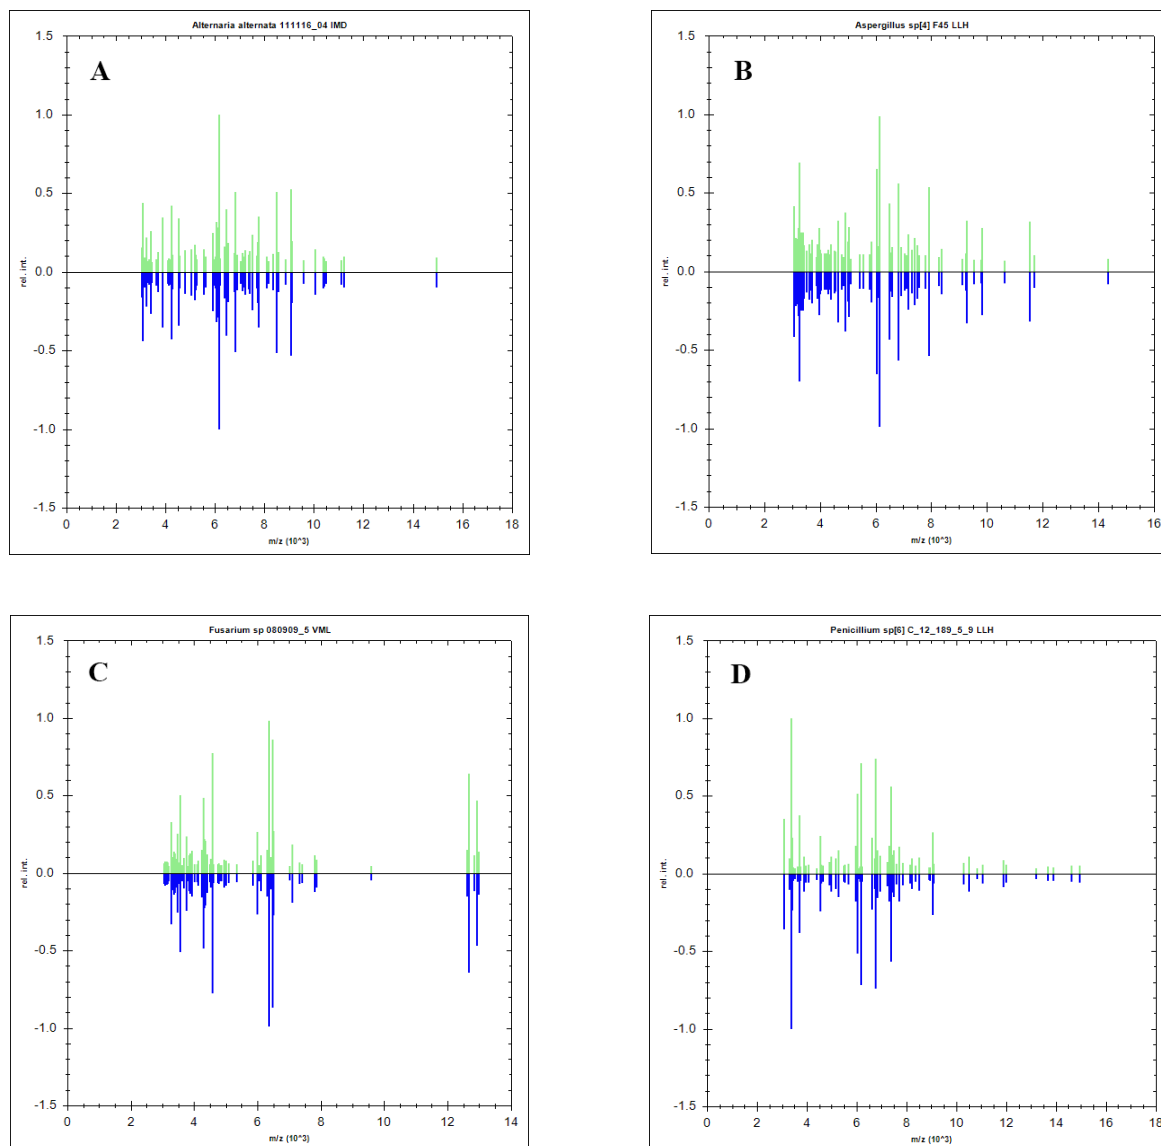 Alternaria alternata 111116_04 IMD
A
1.5
1.0
0.5
0.0
-0.5
-1.0
-1.5
rel. int.
0 2 4 6 8 10 12 14 16 18
m/z (10^3)
Aspergillus sp[4] F45 LLH
B
1.5
1.0
0.5
0.0
-0.5
-1.0
-1.5
rel. int.
0 2 4 6 8 10 12 14 16
m/z (10^3)
Fusarium sp 080909_5 VML
C
1.5
1.0
0.5
0.0
-0.5
-1.0
-1.5
rel. int.
0 2 4 6 8 10 12 14
m/z (10^3)
Penicillium sp[6] C_12_189_5_9 LLH
D
1.5
1.0
0.5
0.0
-0.5
-1.0
-1.5
rel. int.
0 2 4 6 8 10 12 14 16 18
m/z (10^3)